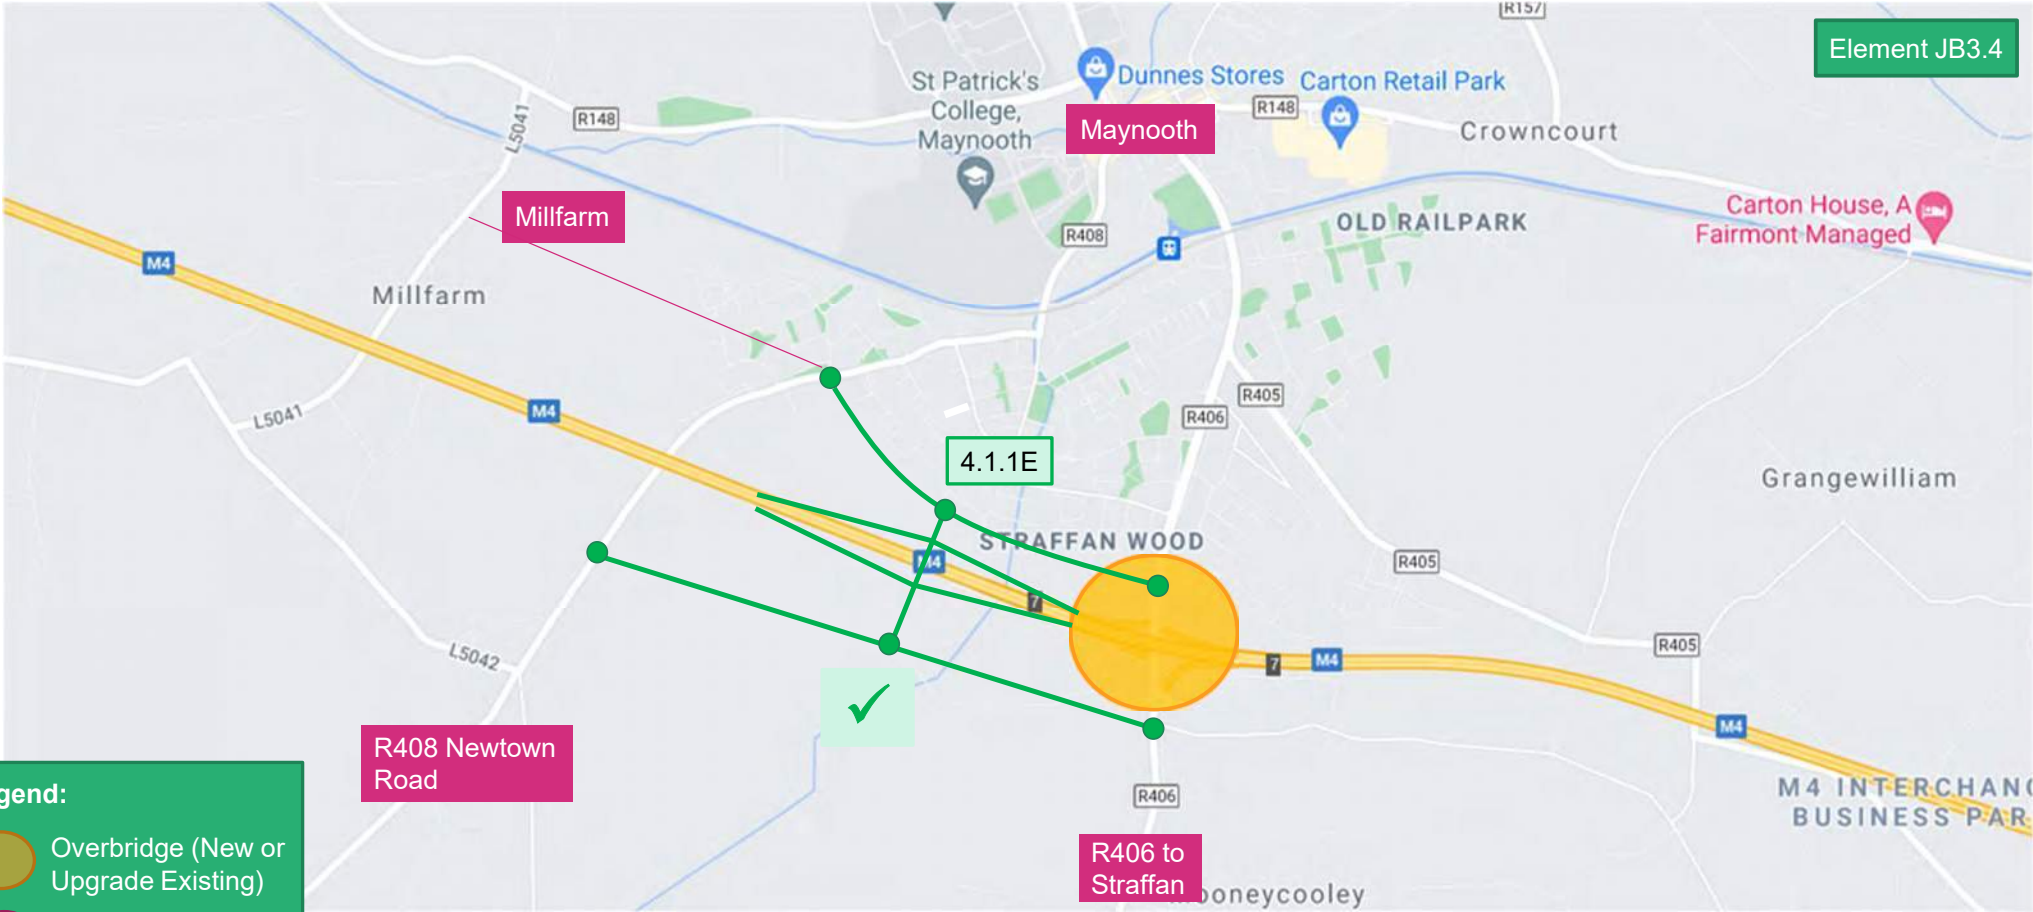 R157
Element JB3.4
St Patrick's
College,
Maynooth
Dunnes Stores
Carton Retail Park
R148
L5041
R148
Maynooth
Crowncourt
Millfarm
Carton House, A
Fairmont Managed
OLD RAILPARK
R408
M4
Millfarm
R405
R406
L5041
M4
4.1.1E
Grangewilliam
STRAFFAN WOOD
M4
R405
7
L5042
7
M4
R405
M4
R408 Newtown
Road
R406
M4 INTERCHANG
BUSINESS PAR
gend:
Overbridge (New or
Upgrade Existing)
R406 to
Straffan
ooneycooley